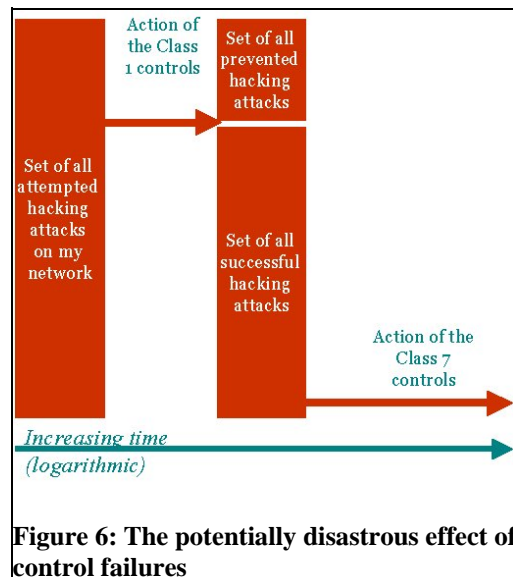 Action of
the Class
1 controls
Set of all
prevented
hacking
attacks
Set of all
attempted
hacking
attacks
on my
network
Set of all
successful
hacking
attacks
Action of the
Class 7
controls
Increasing time
(logarithmic)
Figure 6: The potentially disastrous effect of
control failures